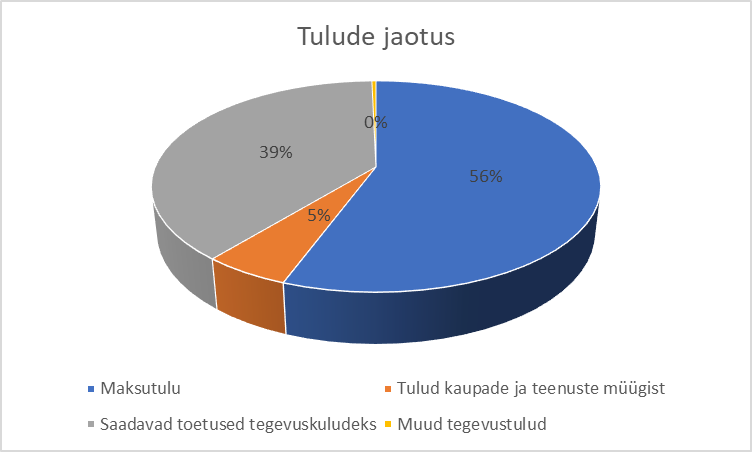 Tulude jaotus
0%
39%
56%
5%
Maksutulu
Tulud kaupade ja teenuste müügist
Saadavad toetused tegevuskuludeks
Muud tegevustulud